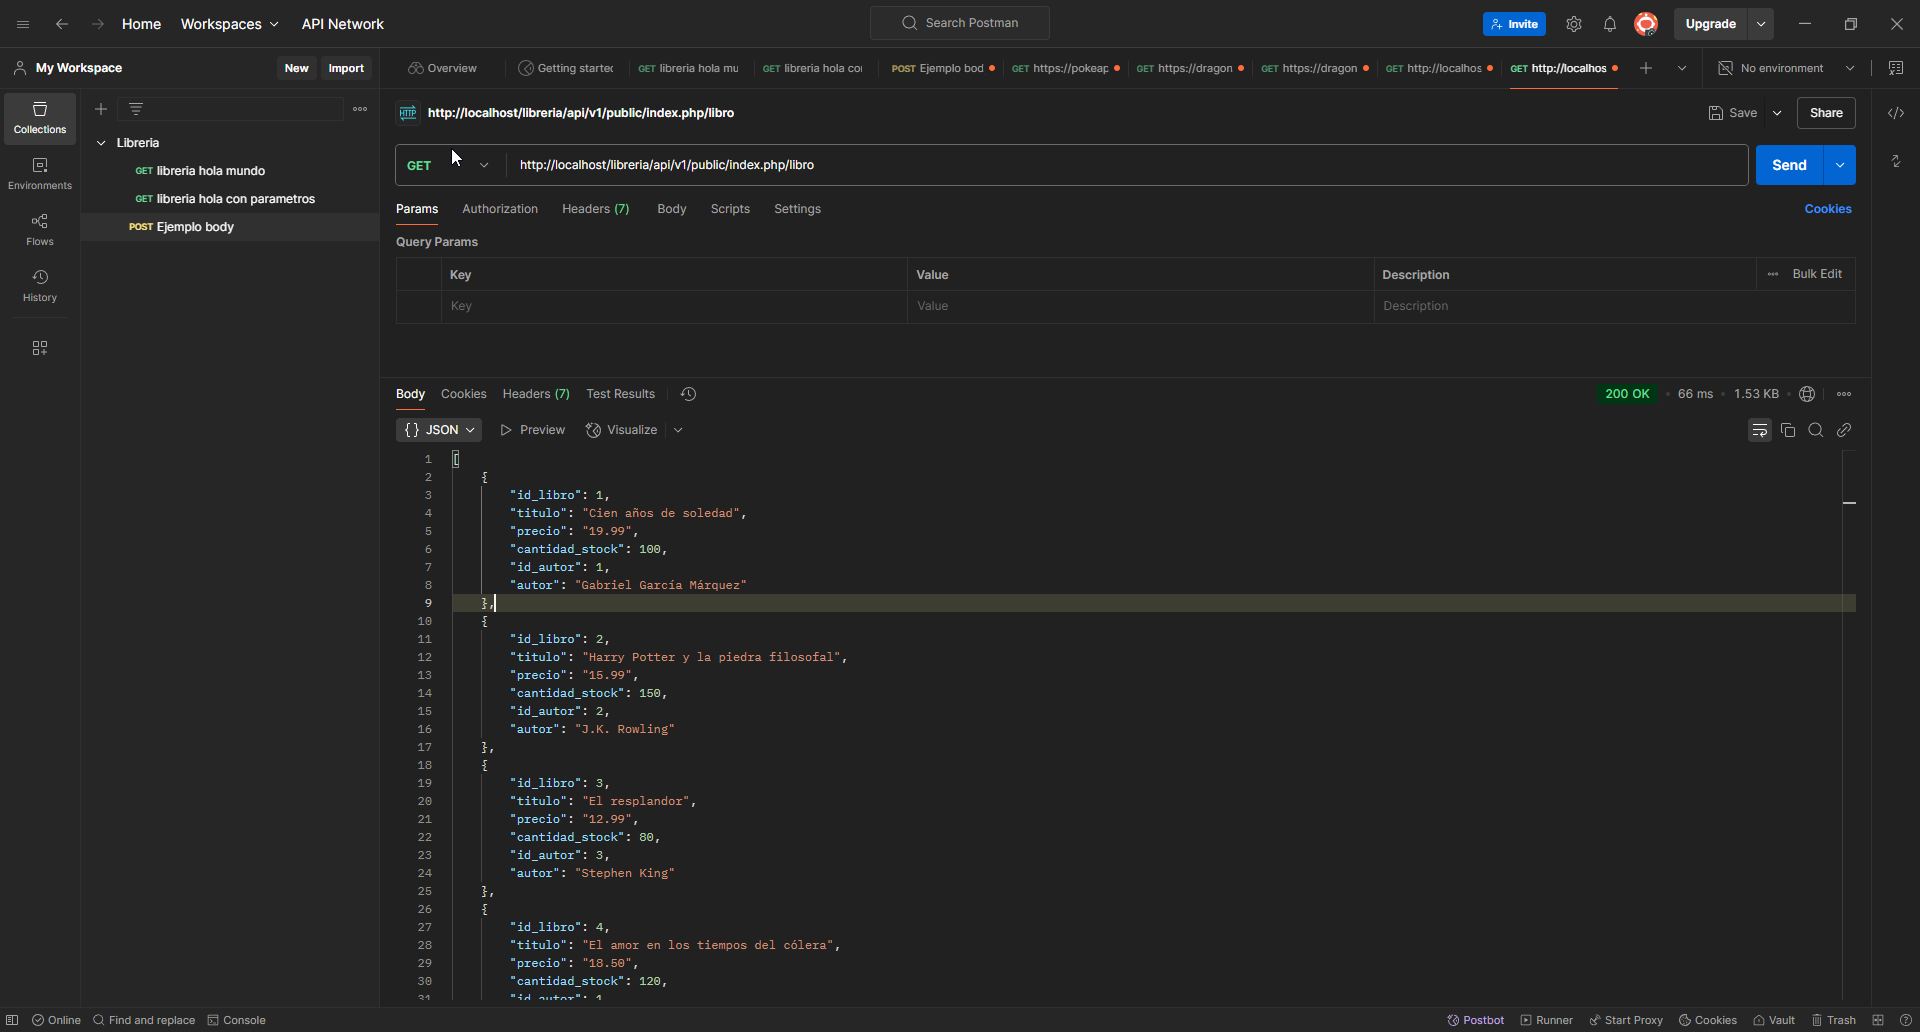 Home Workspaces API Network Search Postman Invite Upgrade
My Workspace New Import Overview Getting started GET libreria hola mu GET libreria hola con POST Ejemplo bod GET https://pokeap GET https://dragon GET https://dragon GET http://localhos GET http://localhos No environment
Collections
Environments
Flows
History
Libreria
GET libreria hola mundo
GET libreria hola con parametros
POST Ejemplo body
HTTP http://localhost/libreria/api/v1/public/index.php/libro Save Share
GET http://localhost/libreria/api/v1/public/index.php/libro Send
Params Authorization Headers (7) Body Scripts Settings Cookies
Query Params
Key Value Description Bulk Edit
Key Value Description
Body Cookies Headers (7) Test Results 200 OK 66 ms 1.53 KB
{} JSON Preview Visualize
1 [
2 {
3 "id_libro": 1,
4 "titulo": "Cien años de soledad",
5 "precio": "19.99",
6 "cantidad_stock": 100,
7 "id_autor": 1,
8 "autor": "Gabriel García Márquez"
9 },
10 {
11 "id_libro": 2,
12 "titulo": "Harry Potter y la piedra filosofal",
13 "precio": "15.99",
14 "cantidad_stock": 150,
15 "id_autor": 2,
16 "autor": "J.K. Rowling"
17 },
18 {
19 "id_libro": 3,
20 "titulo": "El resplandor",
21 "precio": "12.99",
22 "cantidad_stock": 80,
23 "id_autor": 3,
24 "autor": "Stephen King"
25 },
26 {
27 "id_libro": 4,
28 "titulo": "El amor en los tiempos del cólera",
29 "precio": "18.50",
30 "cantidad_stock": 120,
31 "id_autor": 1
Online Find and replace Console Postbot Runner Start Proxy Cookies Vault Trash